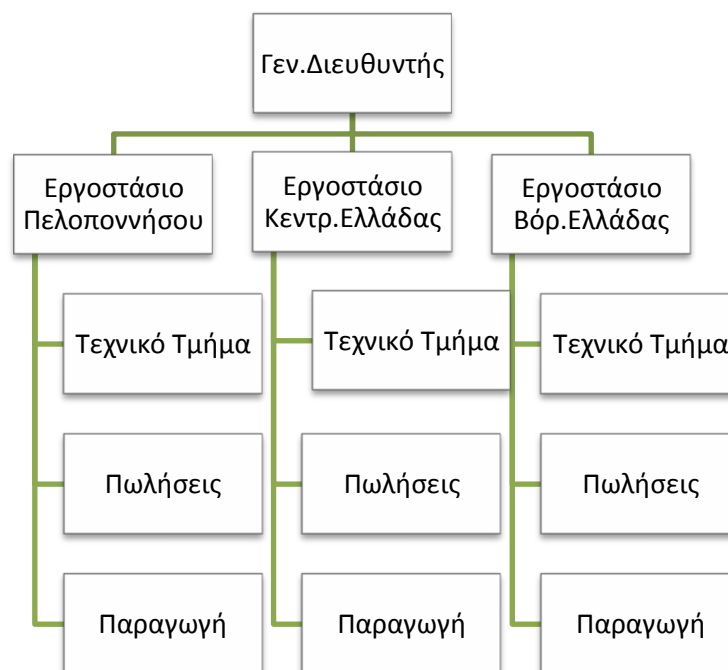 Γεν.Διευθυντής
Εργοστάσιο
Πελοποννήσου
Εργοστάσιο
Κεντρ.Ελλάδας
Εργοστάσιο
Βόρ.Ελλάδας
Τεχνικό Τμήμα
Τεχνικό Τμήμα
Τεχνικό Τμήμα
Πωλήσεις
Πωλήσεις
Πωλήσεις
Παραγωγή
Παραγωγή
Παραγωγή